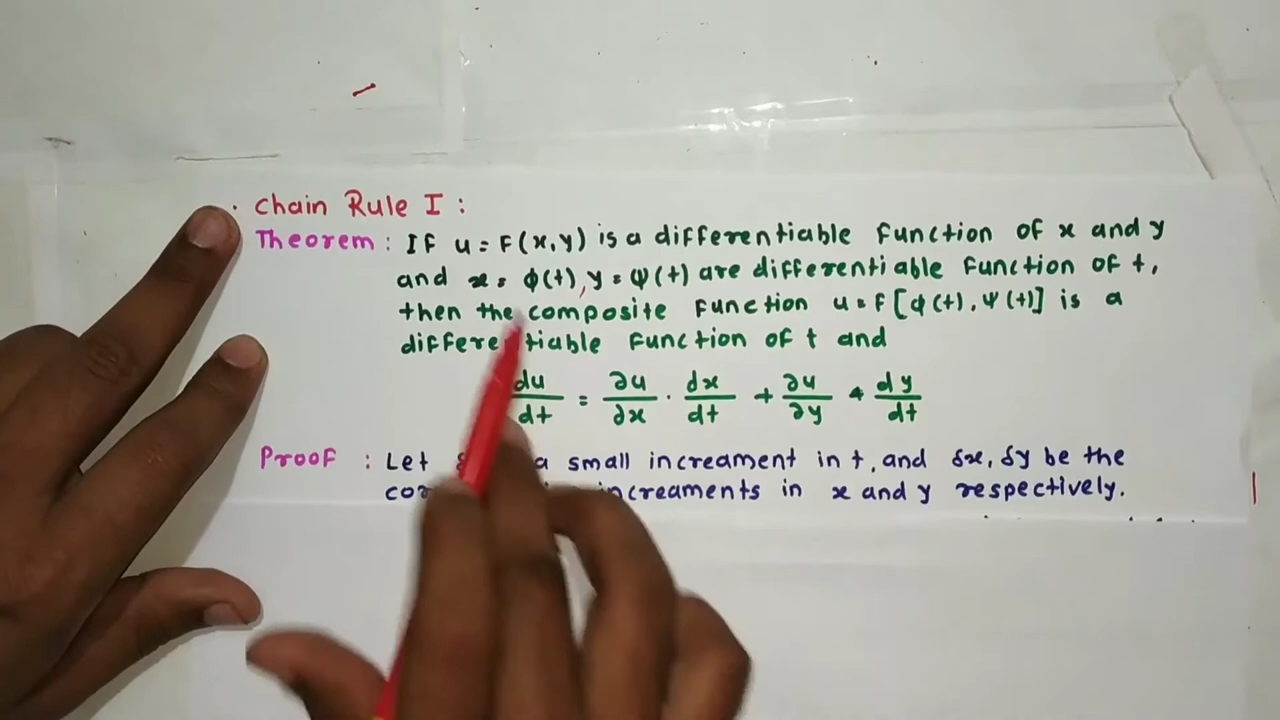 Chain Rule I :
Theorem : If u = f(x,y) is a differentiable function of x and y
and x = ϕ(t), y = ψ(t) are differentiable function of t,
then the composite function u = f[ϕ(t), ψ(t)] is a
differentiable function of t and
du/dt = ∂u/∂x · dx/dt + ∂u/∂y · dy/dt
Proof : Let a small increament in t, and δx, δy be the
increaments in x and y respectively.